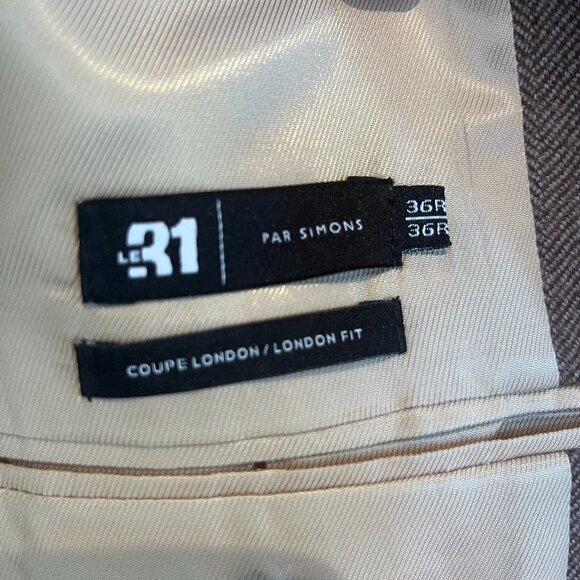 LE 31
PAR SIMONS
36R
36R
COUPE LONDON / LONDON FIT